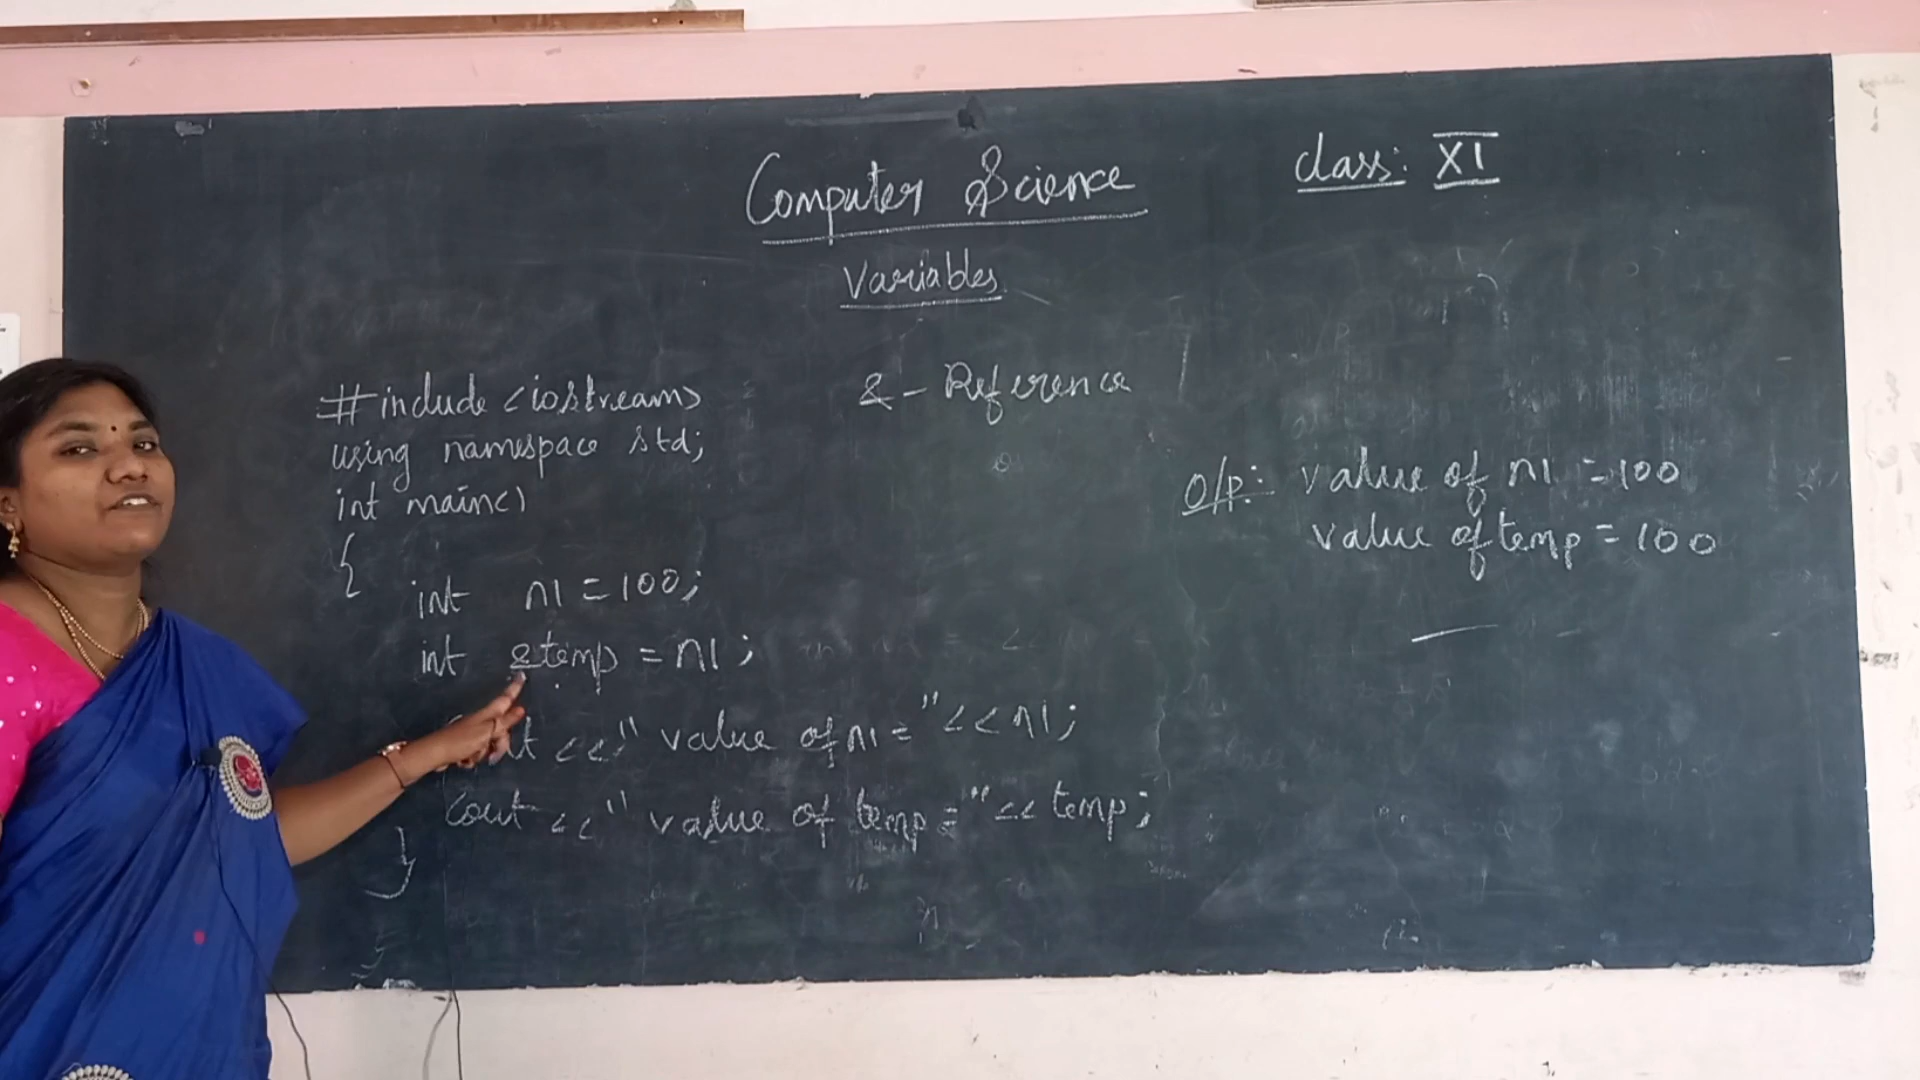 Computer Science
class: XI
Variables
& - Reference
#include <iostream>
using namespace std;
int main()
{
int n1 = 100;
int &temp = n1;
<<" value of n1 = "<<n1;
Cout <<" value of temp = "<< temp;
}
O/p: value of n1 = 100
value of temp = 100